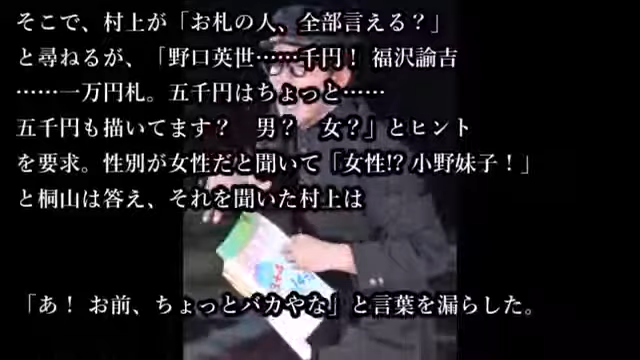 そこで、村上が「お札の人、全部言える？」
と尋ねるが、「野口英世……千円！ 福沢諭吉
……一万円札。五千円はちょっと……
五千円も描いてます？　男？　女？」とヒント
を要求。性別が女性だと聞いて「女性!? 小野妹子！」
と桐山は答え、それを聞いた村上は
「あ！ お前、ちょっとバカやな」と言葉を漏らした。